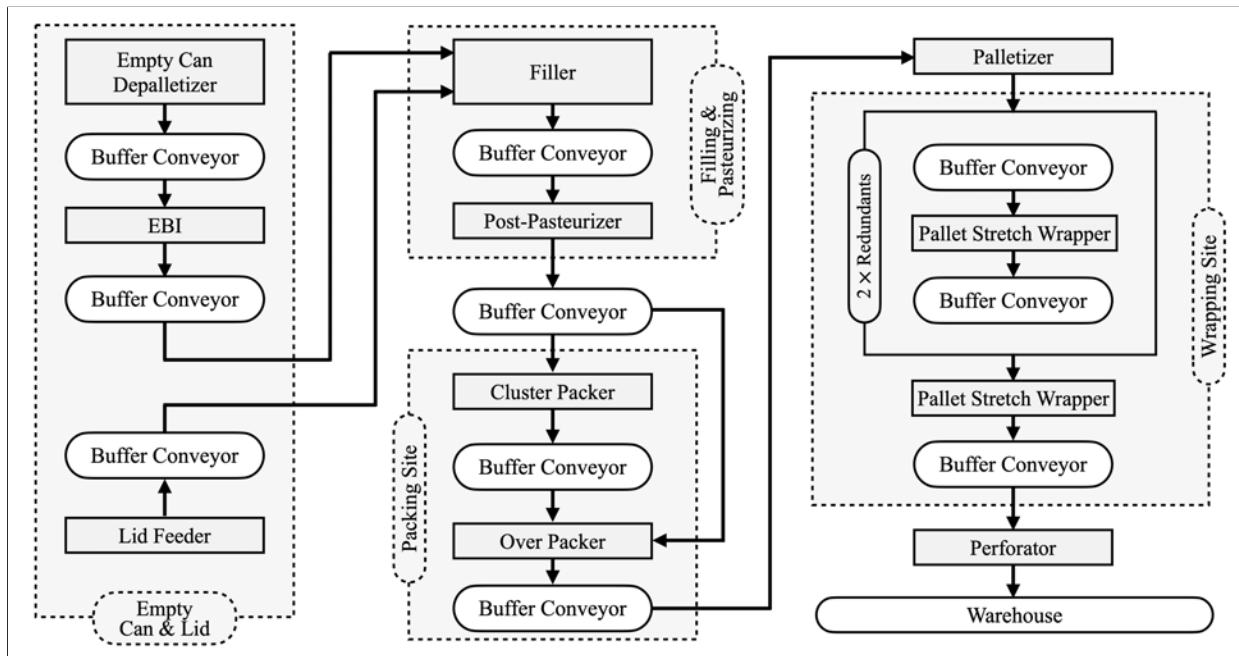 Empty Can
Depalletizer
Buffer Conveyor
EBI
Buffer Conveyor
Buffer Conveyor
Lid Feeder
Empty
Can & Lid
Filler
Buffer Conveyor
Post-Pasteurizer
Filling &
Pasteurizing
Buffer Conveyor
Cluster Packer
Buffer Conveyor
Over Packer
Buffer Conveyor
Packing Site
Palletizer
Buffer Conveyor
Pallet Stretch Wrapper
Buffer Conveyor
2 × Redundants
Pallet Stretch Wrapper
Buffer Conveyor
Wrapping Site
Perforator
Warehouse